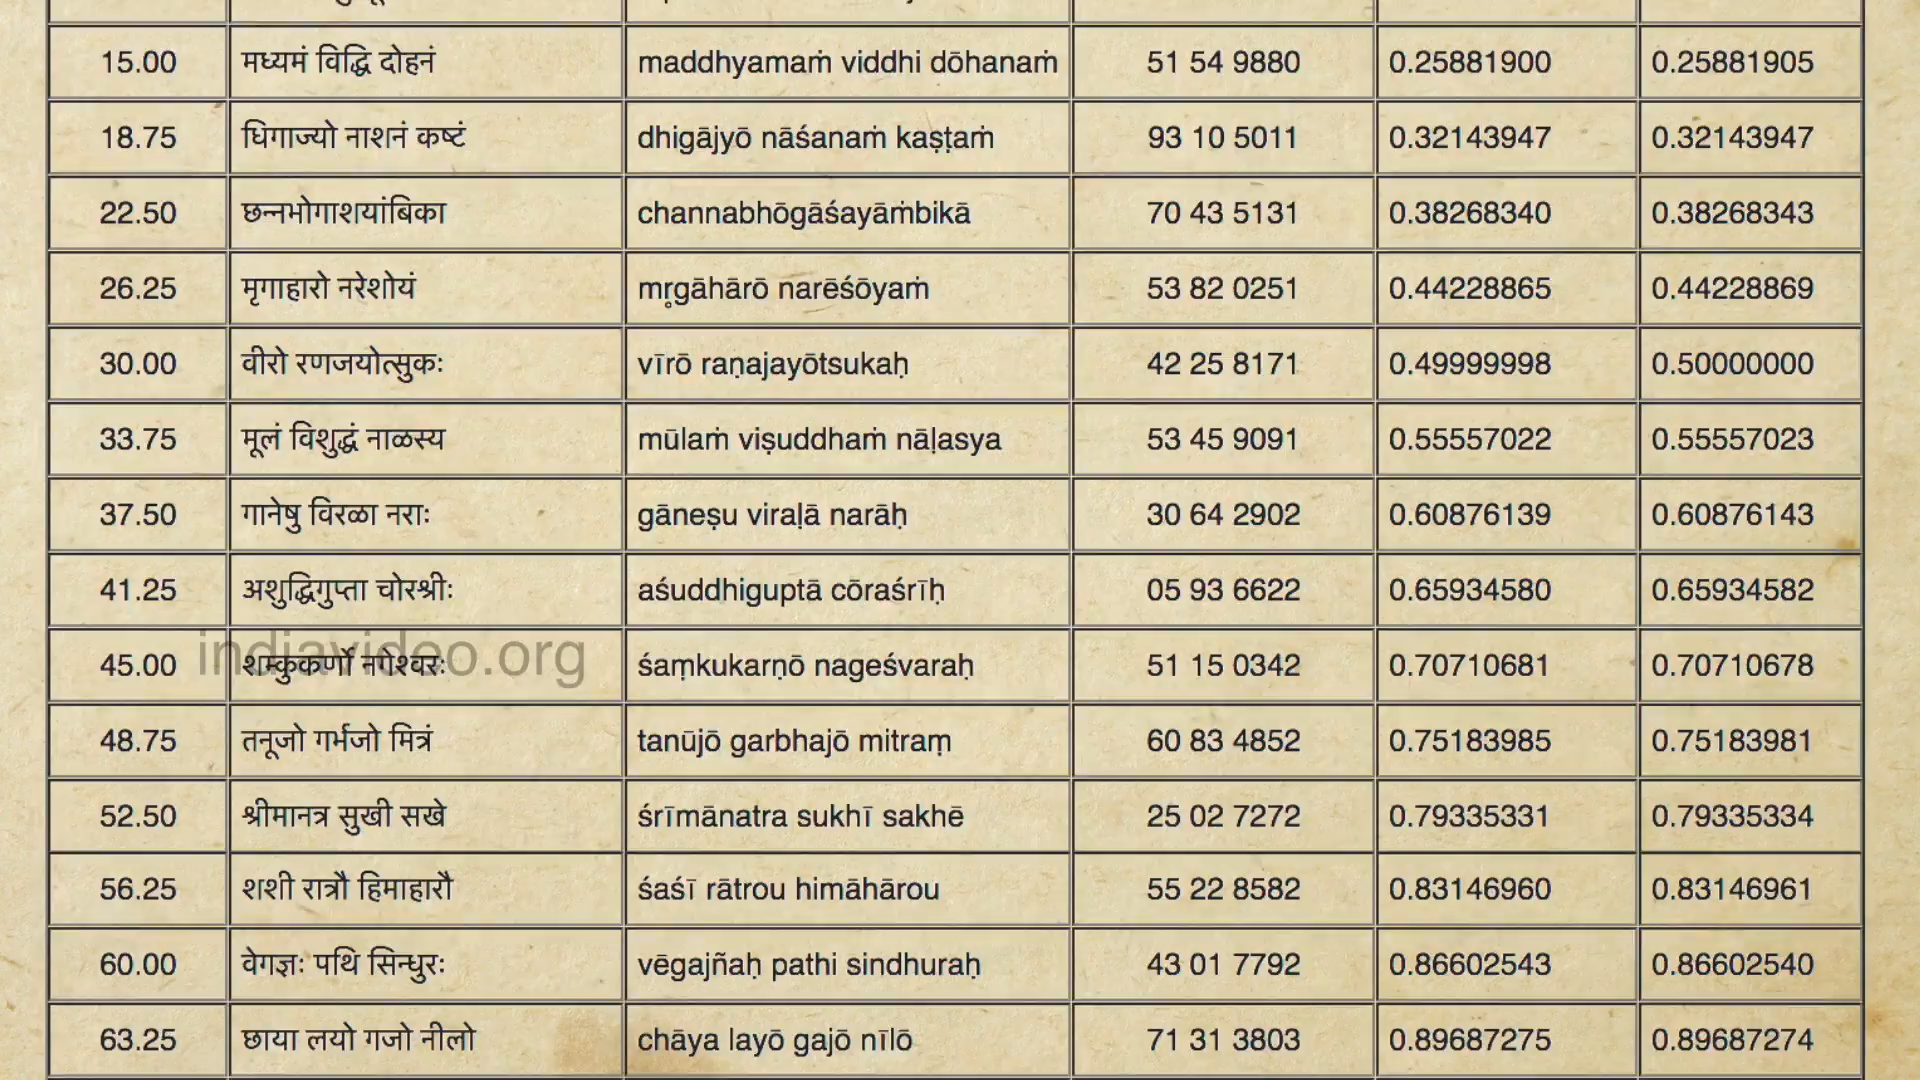 15.00 मध्यमं विद्धि दोहनं maddhyamaṁ viddhi dōhanaṁ 51 54 9880 0.25881900 0.25881905
18.75 धिगाज्यो नाशनं कष्टं dhigājyō nāśanaṁ kaṣṭaṁ 93 10 5011 0.32143947 0.32143947
22.50 छन्नभोगाशयांबिका channabhōgāśayāṁbikā 70 43 5131 0.38268340 0.38268343
26.25 मृगाहारो नरेशोयं mr̥gāhārō narēśōyaṁ 53 82 0251 0.44228865 0.44228869
30.00 वीरो रणजयोत्सुकः vīrō raṇajayōtsukaḥ 42 25 8171 0.49999998 0.50000000
33.75 मूलं विशुद्धं नाळस्य mūlaṁ viṣuddhaṁ nāḷasya 53 45 9091 0.55557022 0.55557023
37.50 गानेषु विरळा नराः gāneṣu viraḷā narāḥ 30 64 2902 0.60876139 0.60876143
41.25 अशुद्धिगुप्ता चोरश्रीः aśuddhiguptā cōraśrīḥ 05 93 6622 0.65934580 0.65934582
45.00 शम्कुकर्णो नगेश्वरः śaṃkukarṇō nageśvaraḥ 51 15 0342 0.70710681 0.70710678
indiavideo.org
48.75 तनूजो गर्भजो मित्रं tanūjō garbhajō mitraṃ 60 83 4852 0.75183985 0.75183981
52.50 श्रीमानत्र सुखी सखे śrīmānatra sukhī sakhē 25 02 7272 0.79335331 0.79335334
56.25 शशी रात्रौ हिमाहारौ śaśī rātrou himāhārou 55 22 8582 0.83146960 0.83146961
60.00 वेगज्ञः पथि सिन्धुरः vēgajñaḥ pathi sindhuraḥ 43 01 7792 0.86602543 0.86602540
63.25 छाया लयो गजो नीलो chāya layō gajō nīlō 71 31 3803 0.89687275 0.89687274